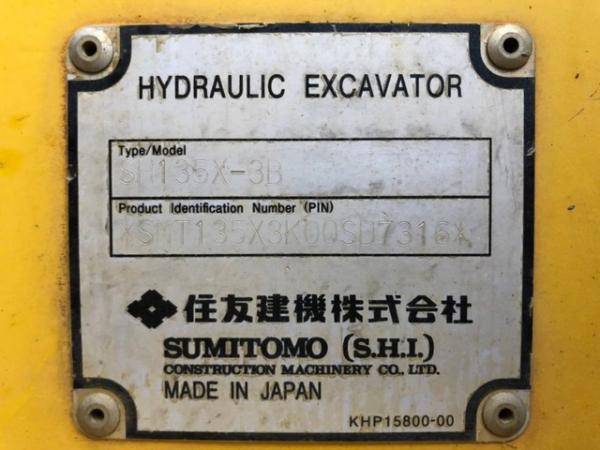 HYDRAULIC EXCAVATOR
Type/Model
SH135X-3B
Product Identification Number (PIN)
*SMT135X3K00SD7316*
住友建機株式会社
SUMITOMO (S.H.I.)
CONSTRUCTION MACHINERY CO., LTD.
MADE IN JAPAN
KHP15800-00